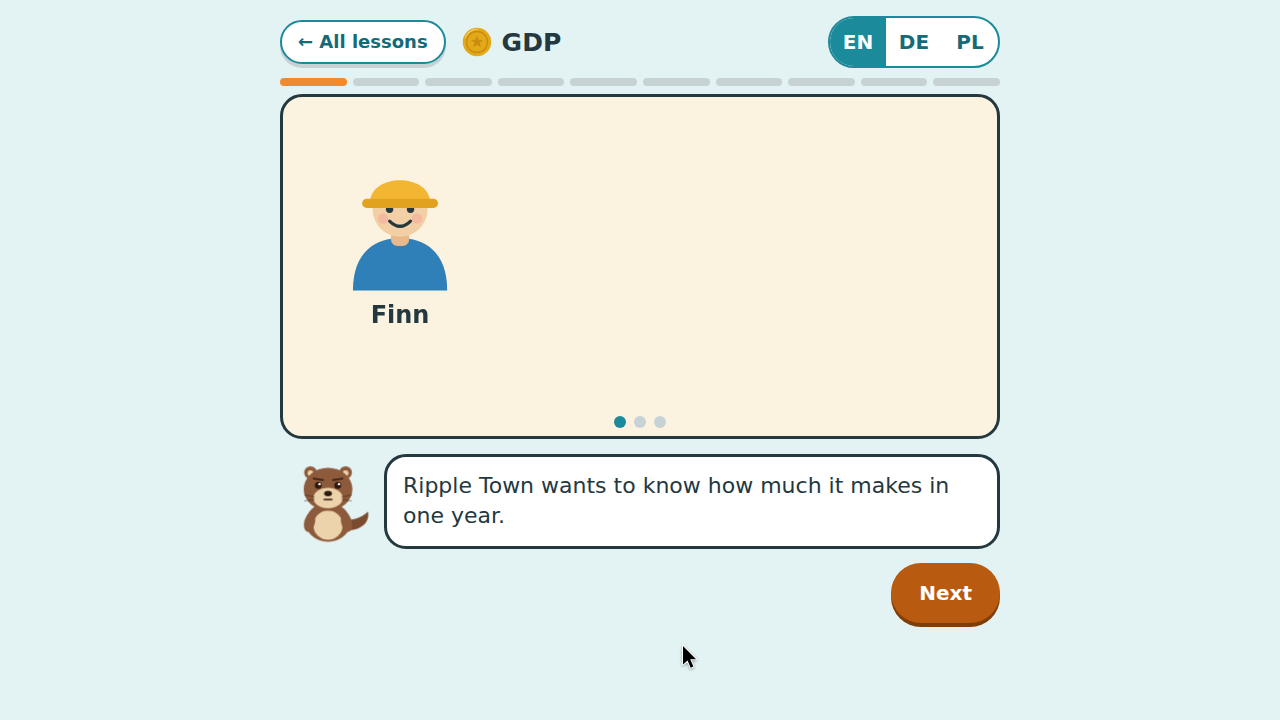 ← All lessons
GDP
EN DE PL
Finn
Ripple Town wants to know how much it makes in
one year.
Next